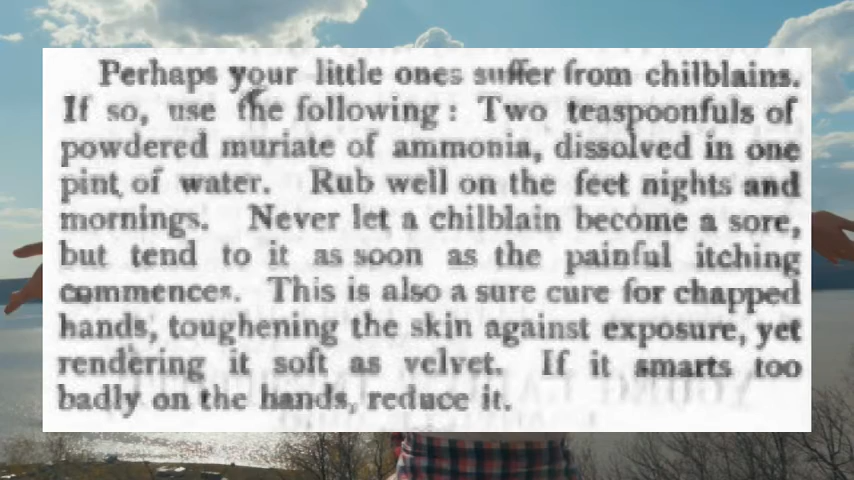 Perhaps your little ones suffer from chilblains.
If so, use the following: Two teaspoonfuls of
powdered muriate of ammonia, dissolved in one
pint of water. Rub well on the feet nights and
mornings. Never let a chilblain become a sore,
but tend to it as soon as the painful itching
commences. This is also a sure cure for chapped
hands, toughening the skin against exposure, yet
rendering it soft as velvet. If it smarts too
badly on the hands, reduce it.